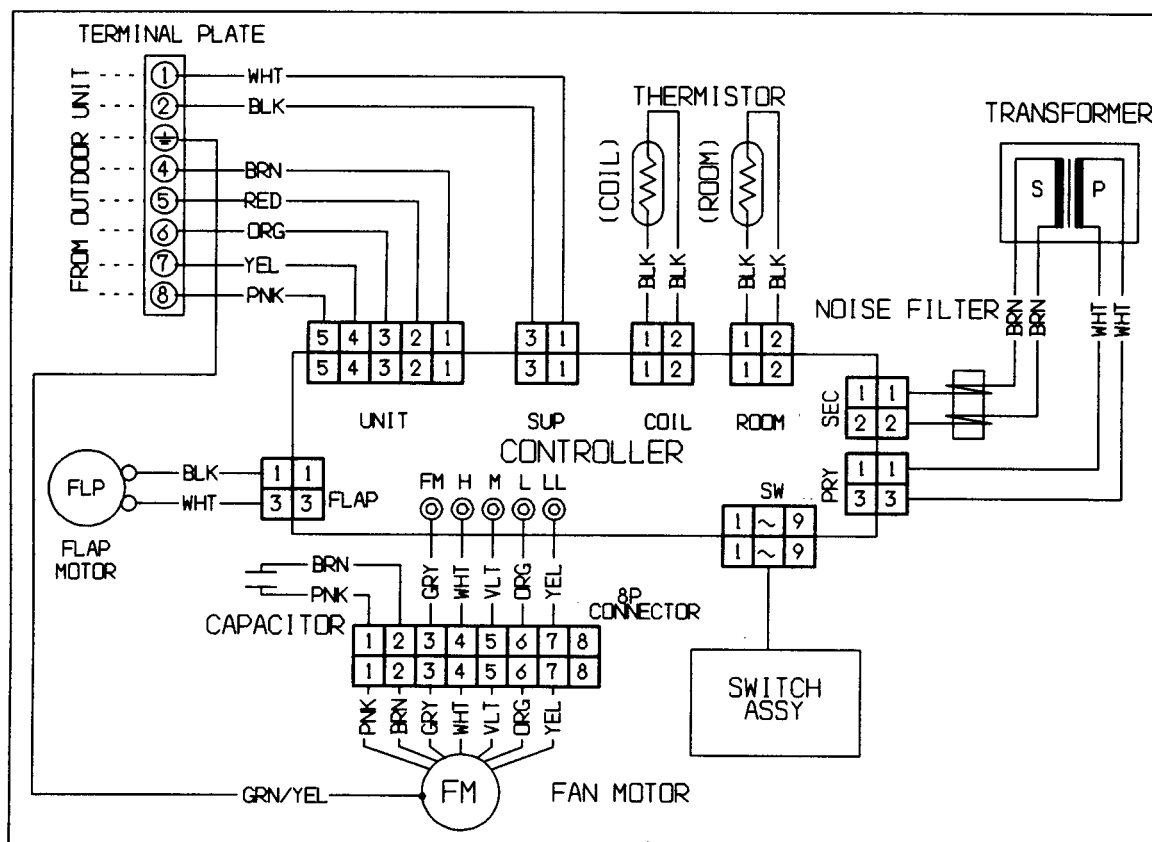 TERMINAL PLATE
FROM OUTDOOR UNIT
1 WHT
2 BLK
4 BRN
5 RED
6 ORG
7 YEL
8 PNK
THERMISTOR
(COIL)
(ROOM)
BLK
BLK
BLK
BLK
TRANSFORMER
S P
NOISE FILTER
BRN
BRN
WHT
WHT
5 4 3 2 1
5 4 3 2 1
UNIT
3 1
3 1
SUP
1 2
1 2
COIL
1 2
1 2
ROOM
SEC
1 1
2 2
PRY
1 1
3 3
CONTROLLER
FLP
FLAP MOTOR
BLK
WHT
1 1
3 3
FLAP
FM H M L LL
SW
1 ~ 9
1 ~ 9
BRN
PNK
CAPACITOR
GRY
WHT
VLT
ORG
YEL
8P
CONNECTOR
1 2 3 4 5 6 7 8
1 2 3 4 5 6 7 8
PNK
BRN
GRY
WHT
VLT
ORG
YEL
SWITCH
ASSY
GRN/YEL
FM
FAN MOTOR